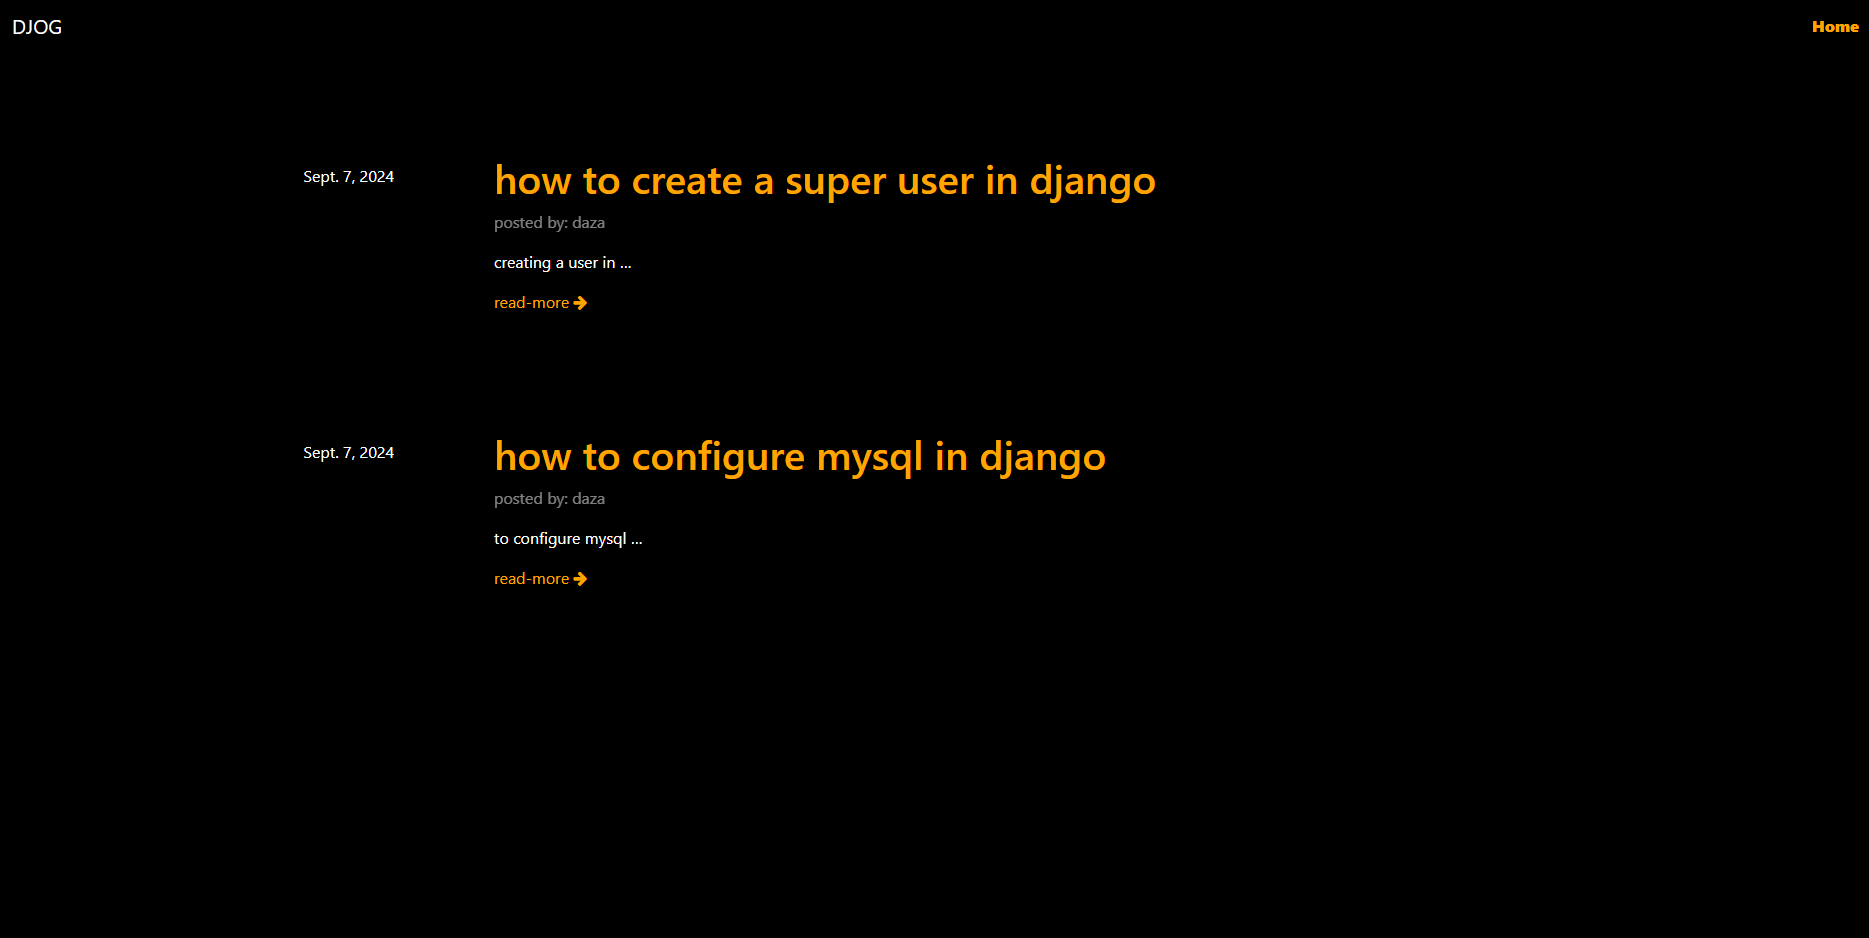 DJOG
Home
Sept. 7, 2024
how to create a super user in django
posted by: daza
creating a user in ...
read-more
Sept. 7, 2024
how to configure mysql in django
posted by: daza
to configure mysql ...
read-more